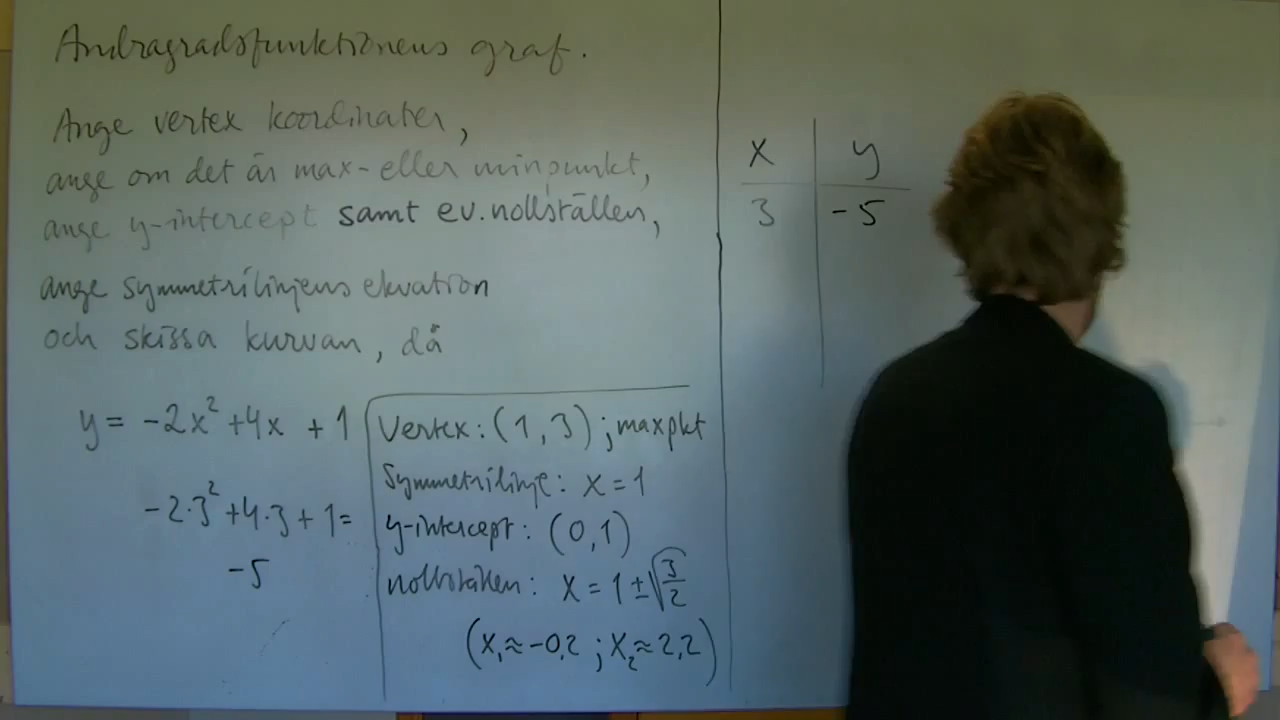 Andragradsfunktionens graf.
Ange vertex koordinater,
ange om det är max- eller minpunkt,
ange y-intercept samt ev. nollställen,
ange symmetrilinjens ekvation
och skissa kurvan, då
y = -2x² + 4x + 1
-2·3² + 4·3 + 1 =
-5
Vertex: (1, 3) ; maxpkt
Symmetrilinje: x = 1
y-intercept: (0, 1)
nollställen: x = 1 ± √(3/2)
(x₁ ≈ -0,2 ; x₂ ≈ 2,2)
x y
3 -5